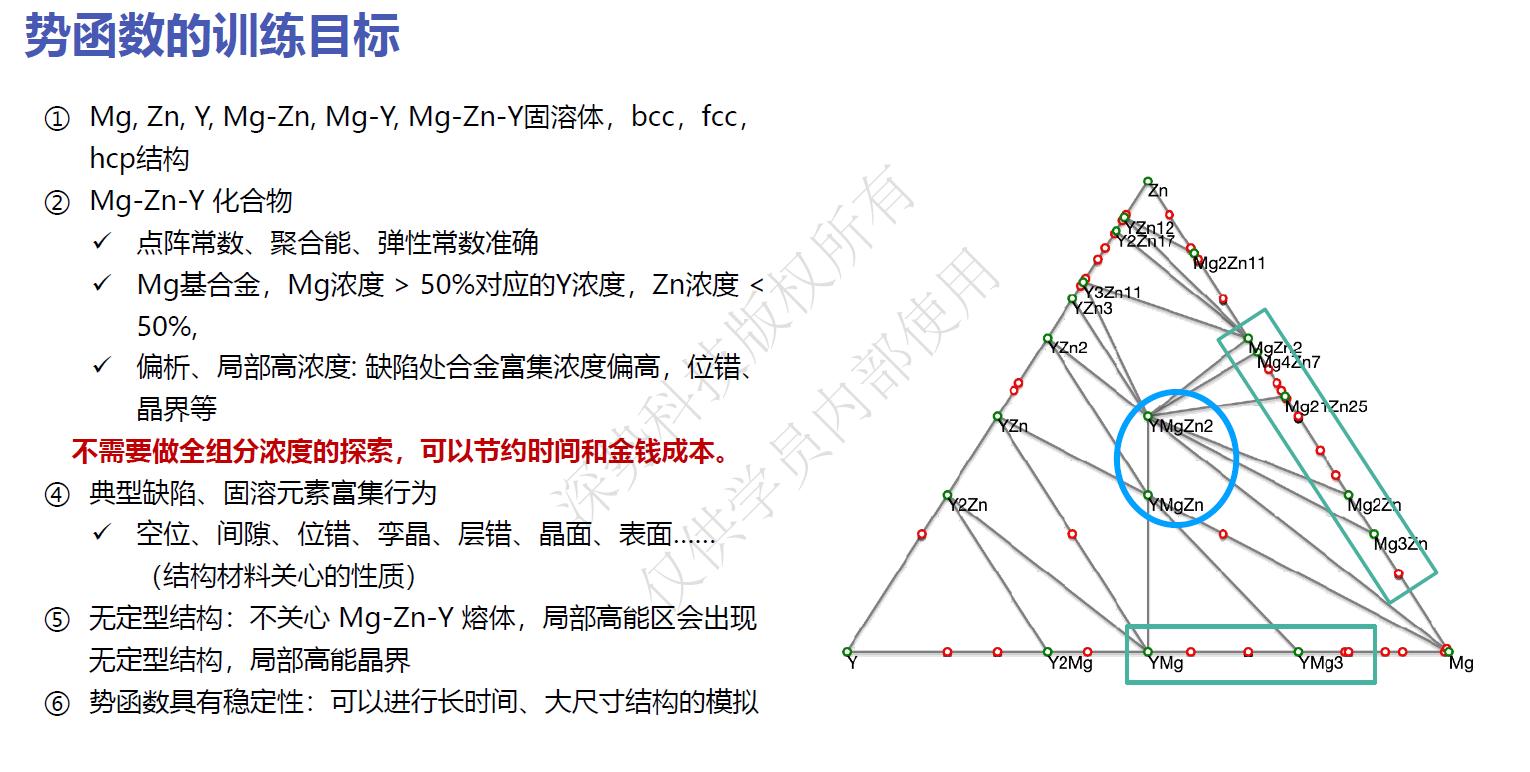 势函数的训练目标
① Mg, Zn, Y, Mg-Zn, Mg-Y, Mg-Zn-Y固溶体，bcc，fcc，
hcp结构
② Mg-Zn-Y 化合物
✓ 点阵常数、聚合能、弹性常数准确
✓ Mg基合金，Mg浓度 > 50%对应的Y浓度，Zn浓度 <
50%,
✓ 偏析、局部高浓度: 缺陷处合金富集浓度偏高，位错、
晶界等
不需要做全组分浓度的探索，可以节约时间和金钱成本。
④ 典型缺陷、固溶元素富集行为
✓ 空位、间隙、位错、孪晶、层错、晶面、表面......
（结构材料关心的性质）
⑤ 无定型结构：不关心 Mg-Zn-Y 熔体，局部高能区会出现
无定型结构，局部高能晶界
⑥ 势函数具有稳定性：可以进行长时间、大尺寸结构的模拟
Zn
YZn12
Y2Zn17
Mg2Zn11
Y3Zn11
YZn3
YZn2
MgZn2
Mg4Zn7
Mg21Zn25
YZn
YMgZn2
Y2Zn
YMgZn
Mg2Zn
Mg3Zn
Y
Y2Mg
YMg
YMg3
Mg
深势科技版权所有
仅供学员内部使用